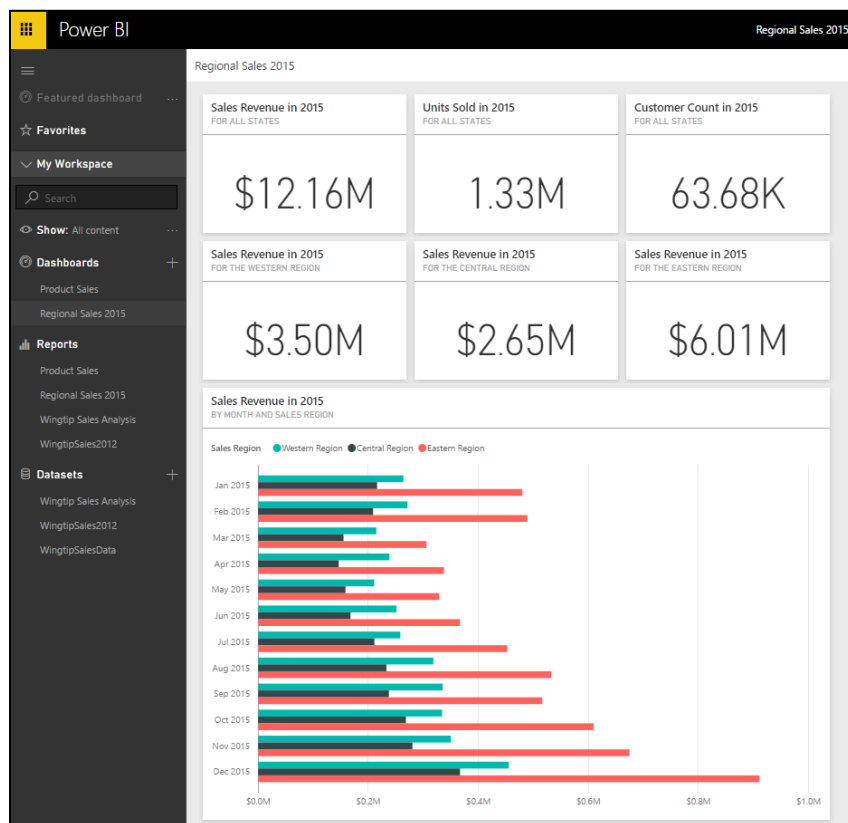 Power BI
Regional Sales 2015
Featured dashboard ...
Favorites
My Workspace
Search
Show: All content ...
Dashboards +
Product Sales
Regional Sales 2015
Reports
Product Sales
Regional Sales 2015
Wingtip Sales Analysis
WingtipSales2012
Datasets +
Wingtip Sales Analysis
WingtipSales2012
WingtipSalesData
Regional Sales 2015
Sales Revenue in 2015
FOR ALL STATES
$12.16M
Units Sold in 2015
FOR ALL STATES
1.33M
Customer Count in 2015
FOR ALL STATES
63.68K
Sales Revenue in 2015
FOR THE WESTERN REGION
$3.50M
Sales Revenue in 2015
FOR THE CENTRAL REGION
$2.65M
Sales Revenue in 2015
FOR THE EASTERN REGION
$6.01M
Sales Revenue in 2015
BY MONTH AND SALES REGION
Sales Region Western Region Central Region Eastern Region
Jan 2015
Feb 2015
Mar 2015
Apr 2015
May 2015
Jun 2015
Jul 2015
Aug 2015
Sep 2015
Oct 2015
Nov 2015
Dec 2015
$0.0M $0.2M $0.4M $0.6M $0.8M $1.0M